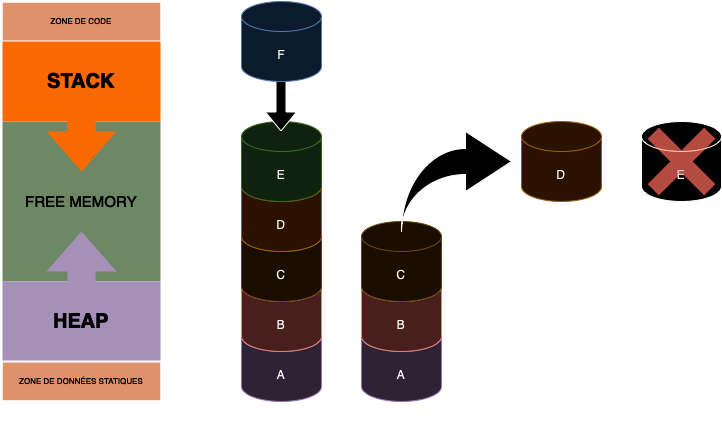 ZONE DE CODE
STACK
FREE MEMORY
HEAP
ZONE DE DONNÉES STATIQUES
F
E
D
C
B
A
C
B
A
D
E